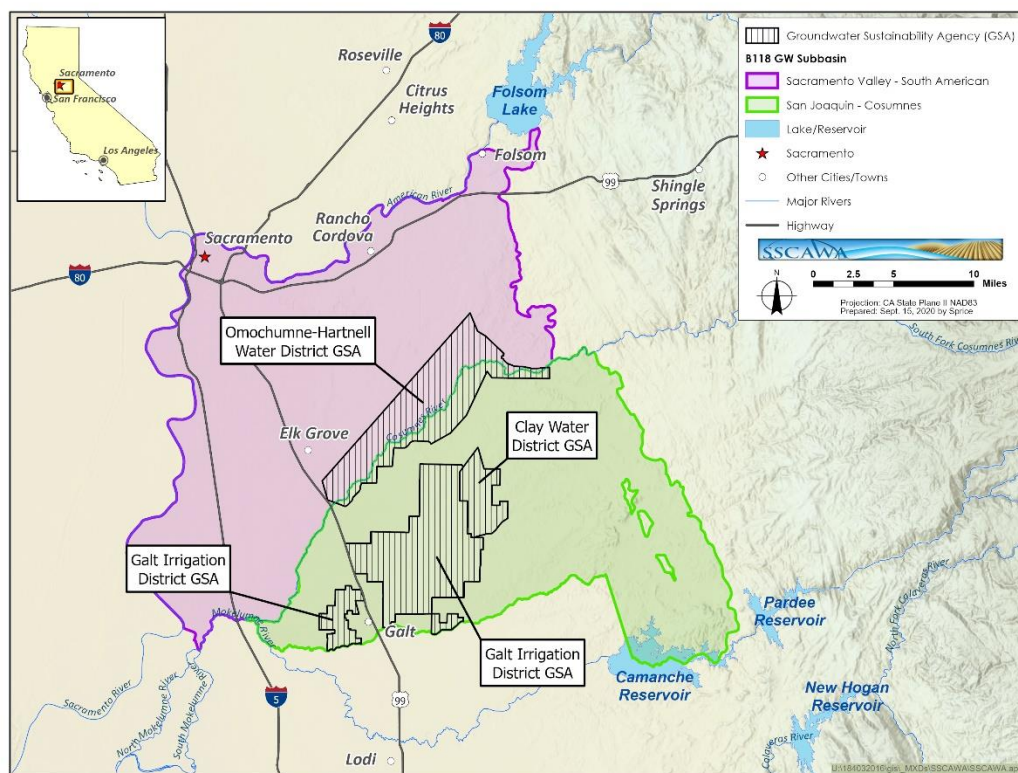 Sacramento
San Francisco
Los Angeles
80
Roseville
Citrus
Heights
Folsom
Lake
Folsom
99
Shingle
Springs
American River
Rancho
Cordova
Sacramento
80
Omochumne-Hartnell
Water District GSA
Cosumnes River
Elk Grove
Clay Water
District GSA
Galt Irrigation
District GSA
Mokelumne River
Galt
Galt Irrigation
District GSA
Pardee
Reservoir
Camanche
Reservoir
New Hogan
Reservoir
North Fork Calaveras River
Calaveras River
South Fork Cosumnes Riv
Sacramento River
North Mokelumne River
South Mokelumne River
5
99
Lodi
Groundwater Sustainability Agency (GSA)
B118 GW Subbasin
Sacramento Valley - South American
San Joaquin - Cosumnes
Lake/Reservoir
Sacramento
Other Cities/Towns
Major Rivers
Highway
SSCAWA
N
0 2.5 5 10
Miles
Projection: CA State Plane II NAD83
Prepared: Sept. 15, 2020 by Sprice